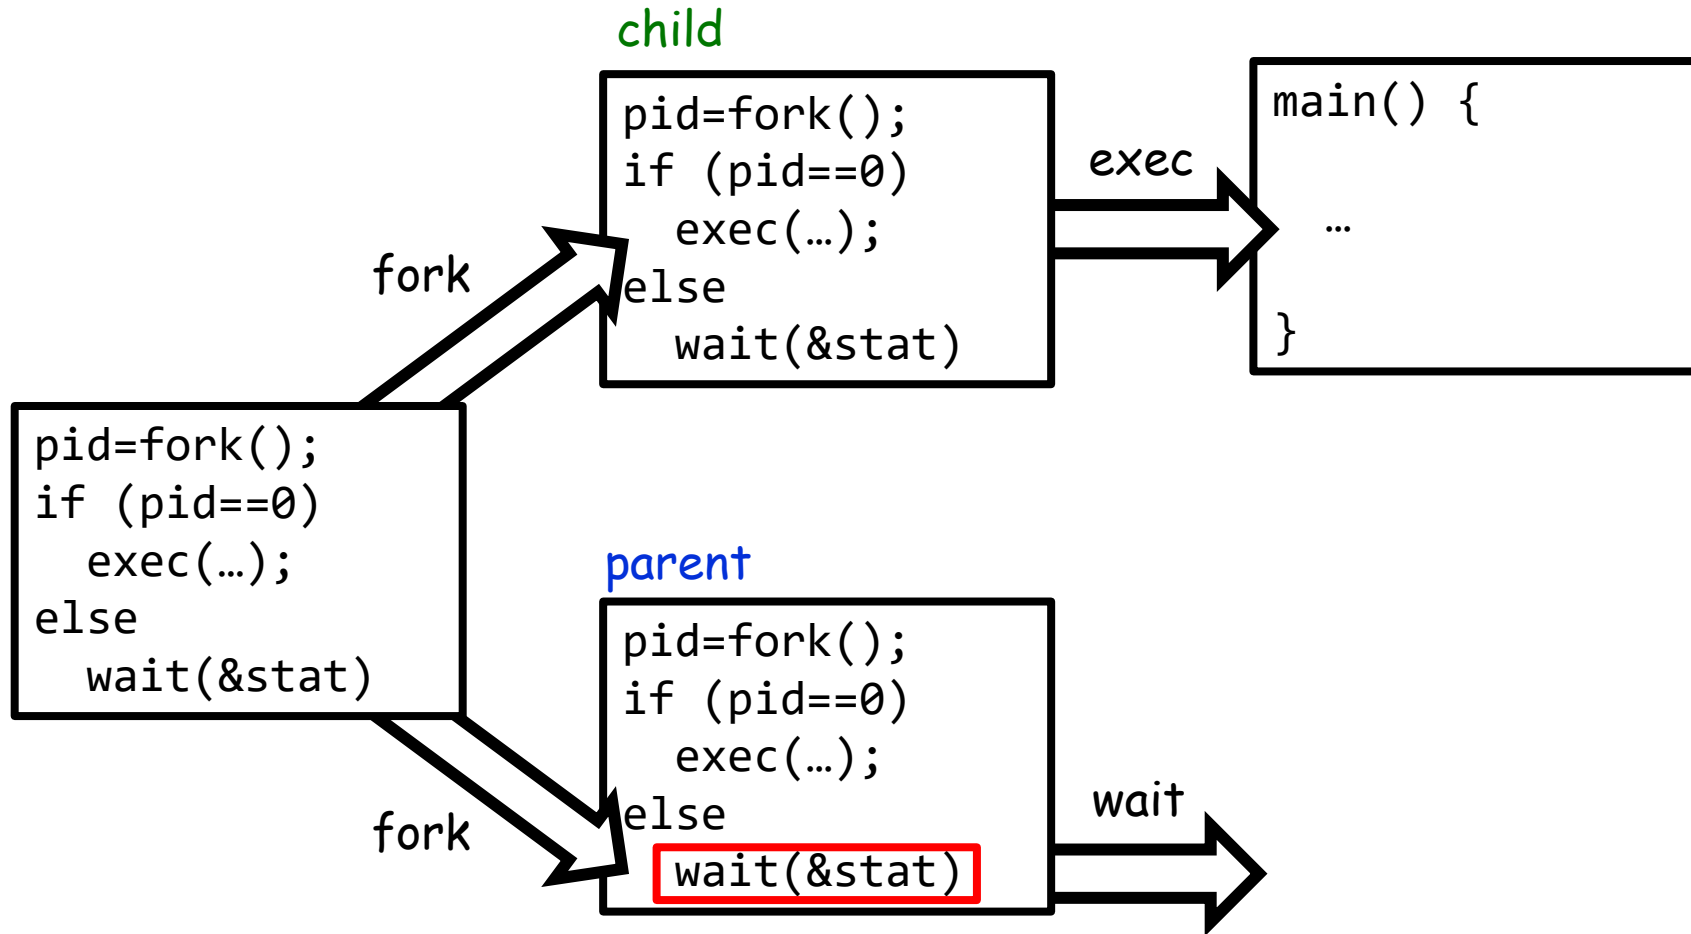 child
pid=fork();
if (pid==0)
  exec(…);
else
  wait(&stat)
exec
main() {
  …
}
fork
pid=fork();
if (pid==0)
  exec(…);
else
  wait(&stat)
fork
parent
pid=fork();
if (pid==0)
  exec(…);
else
  wait(&stat)
wait